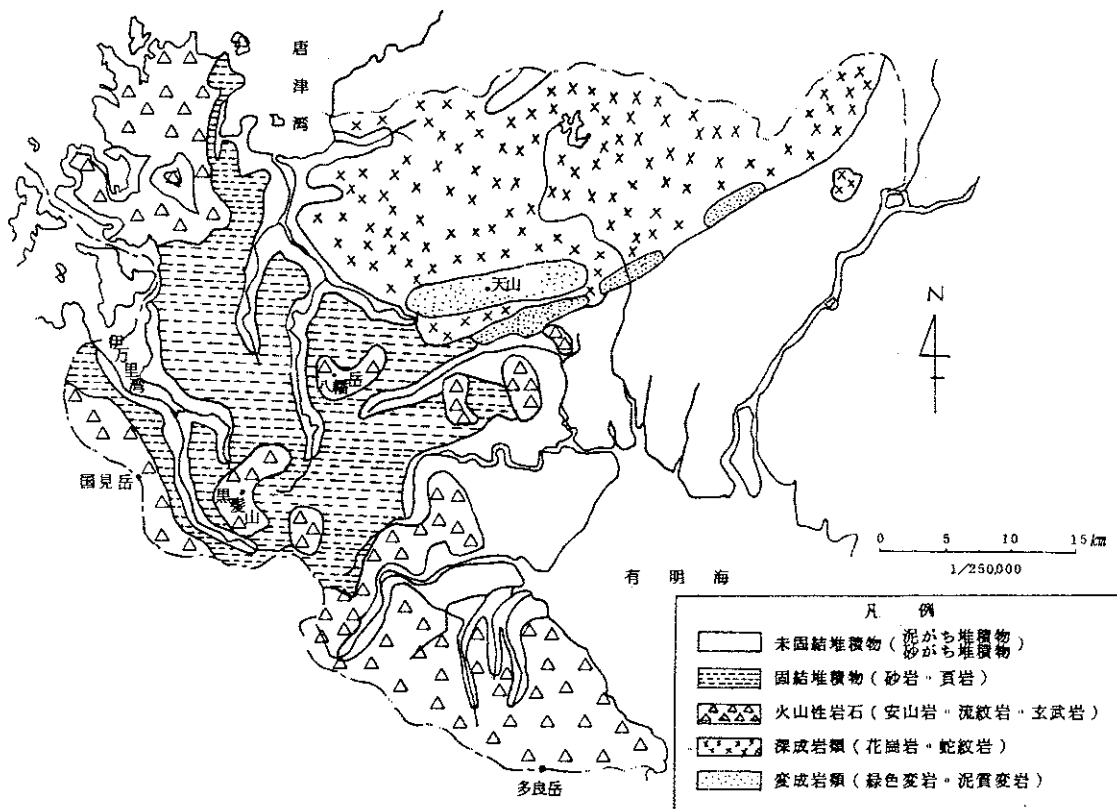 唐津湾
N
天山
八幡岳
伊万里湾
国見岳
黒髪山
0 5 10 15km
1/250,000
有明海
凡例
未固結堆積物(泥がち堆積物 砂がち堆積物)
固結堆積物(砂岩・頁岩)
火山性岩石(安山岩・流紋岩・玄武岩)
深成岩類(花崗岩・蛇紋岩)
変成岩類(緑色変岩・泥質変岩)
多良岳